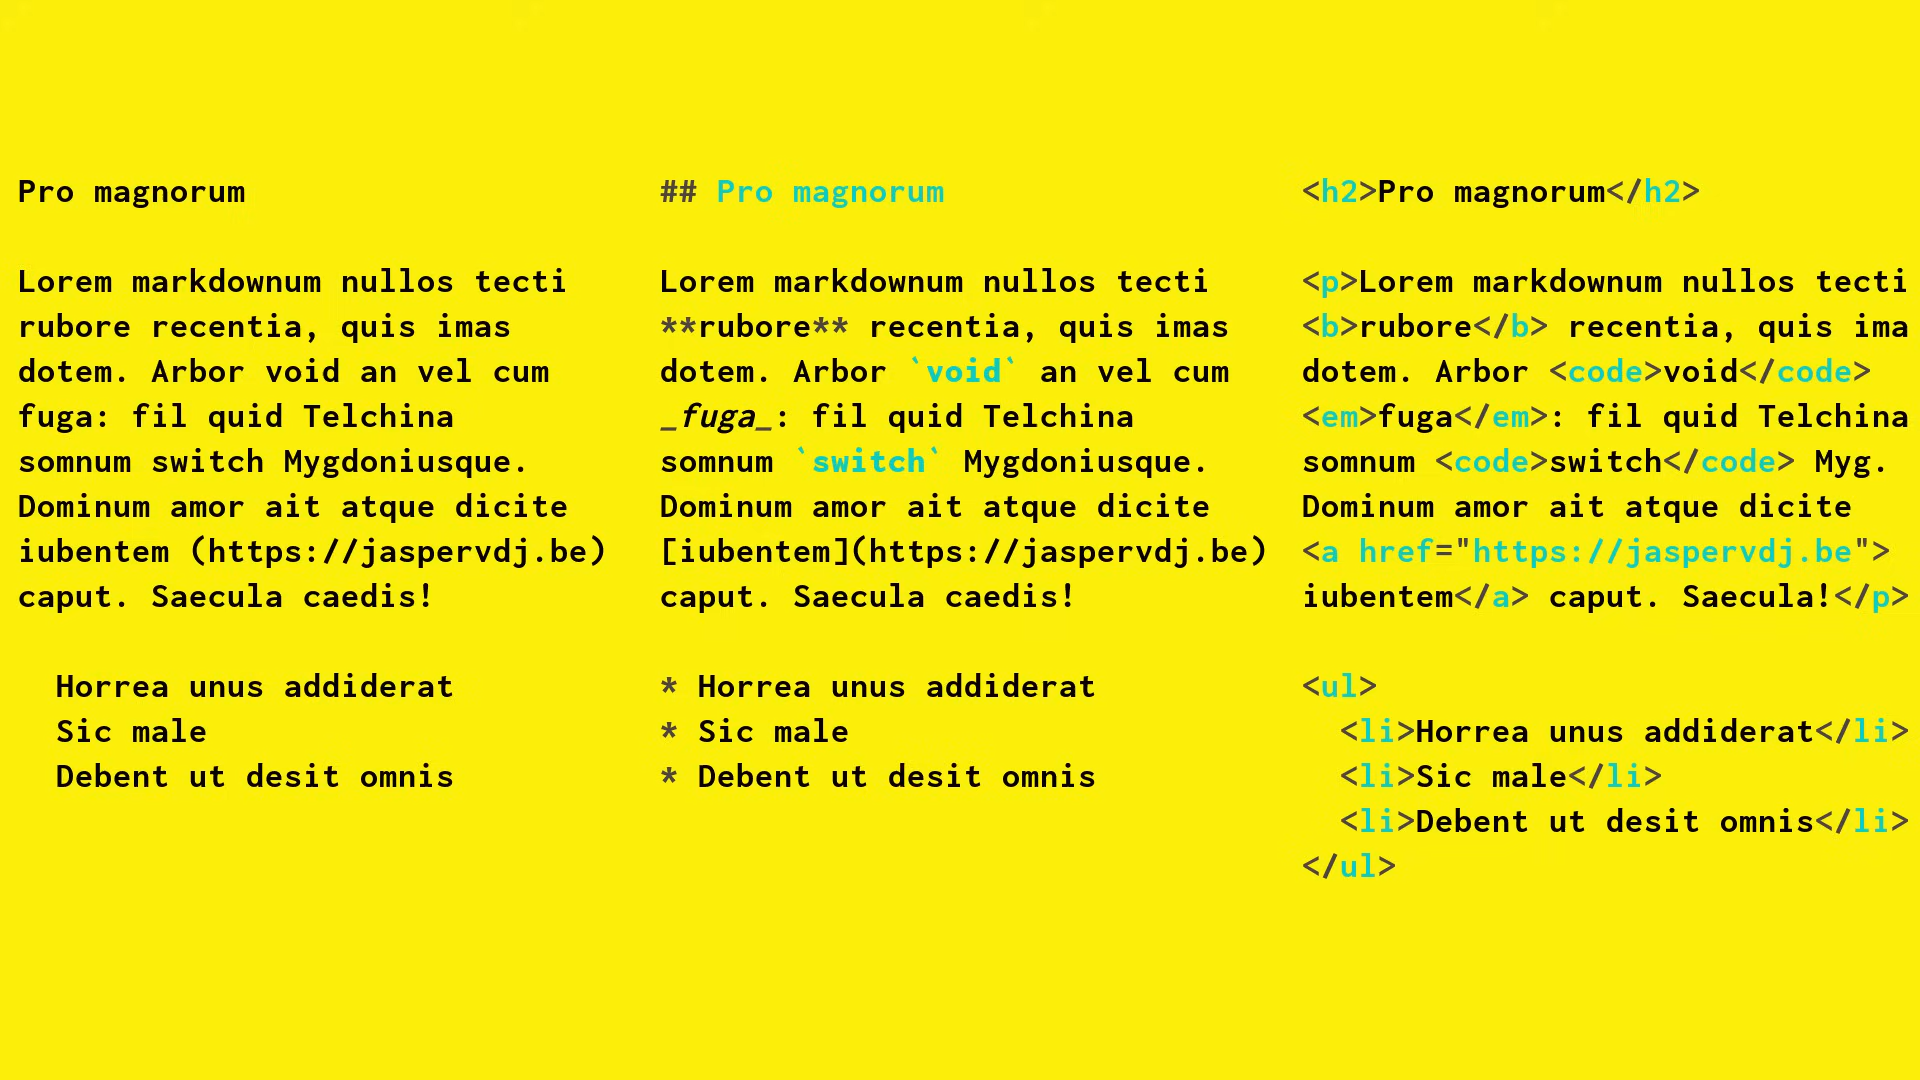 Pro magnorum
Lorem markdownum nullos tecti
rubore recentia, quis imas
dotem. Arbor void an vel cum
fuga: fil quid Telchina
somnum switch Mygdoniusque.
Dominum amor ait atque dicite
iubentem (https://jaspervdj.be)
caput. Saecula caedis!
Horrea unus addiderat
Sic male
Debent ut desit omnis
## Pro magnorum
Lorem markdownum nullos tecti
**rubore** recentia, quis imas
dotem. Arbor `void` an vel cum
_fuga_: fil quid Telchina
somnum `switch` Mygdoniusque.
Dominum amor ait atque dicite
[iubentem](https://jaspervdj.be)
caput. Saecula caedis!
* Horrea unus addiderat
* Sic male
* Debent ut desit omnis
<h2>Pro magnorum</h2>
<p>Lorem markdownum nullos tecti
<b>rubore</b> recentia, quis ima
dotem. Arbor <code>void</code>
<em>fuga</em>: fil quid Telchina
somnum <code>switch</code> Myg.
Dominum amor ait atque dicite
<a href="https://jaspervdj.be">
iubentem</a> caput. Saecula!</p>
<ul>
<li>Horrea unus addiderat</li>
<li>Sic male</li>
<li>Debent ut desit omnis</li>
</ul>